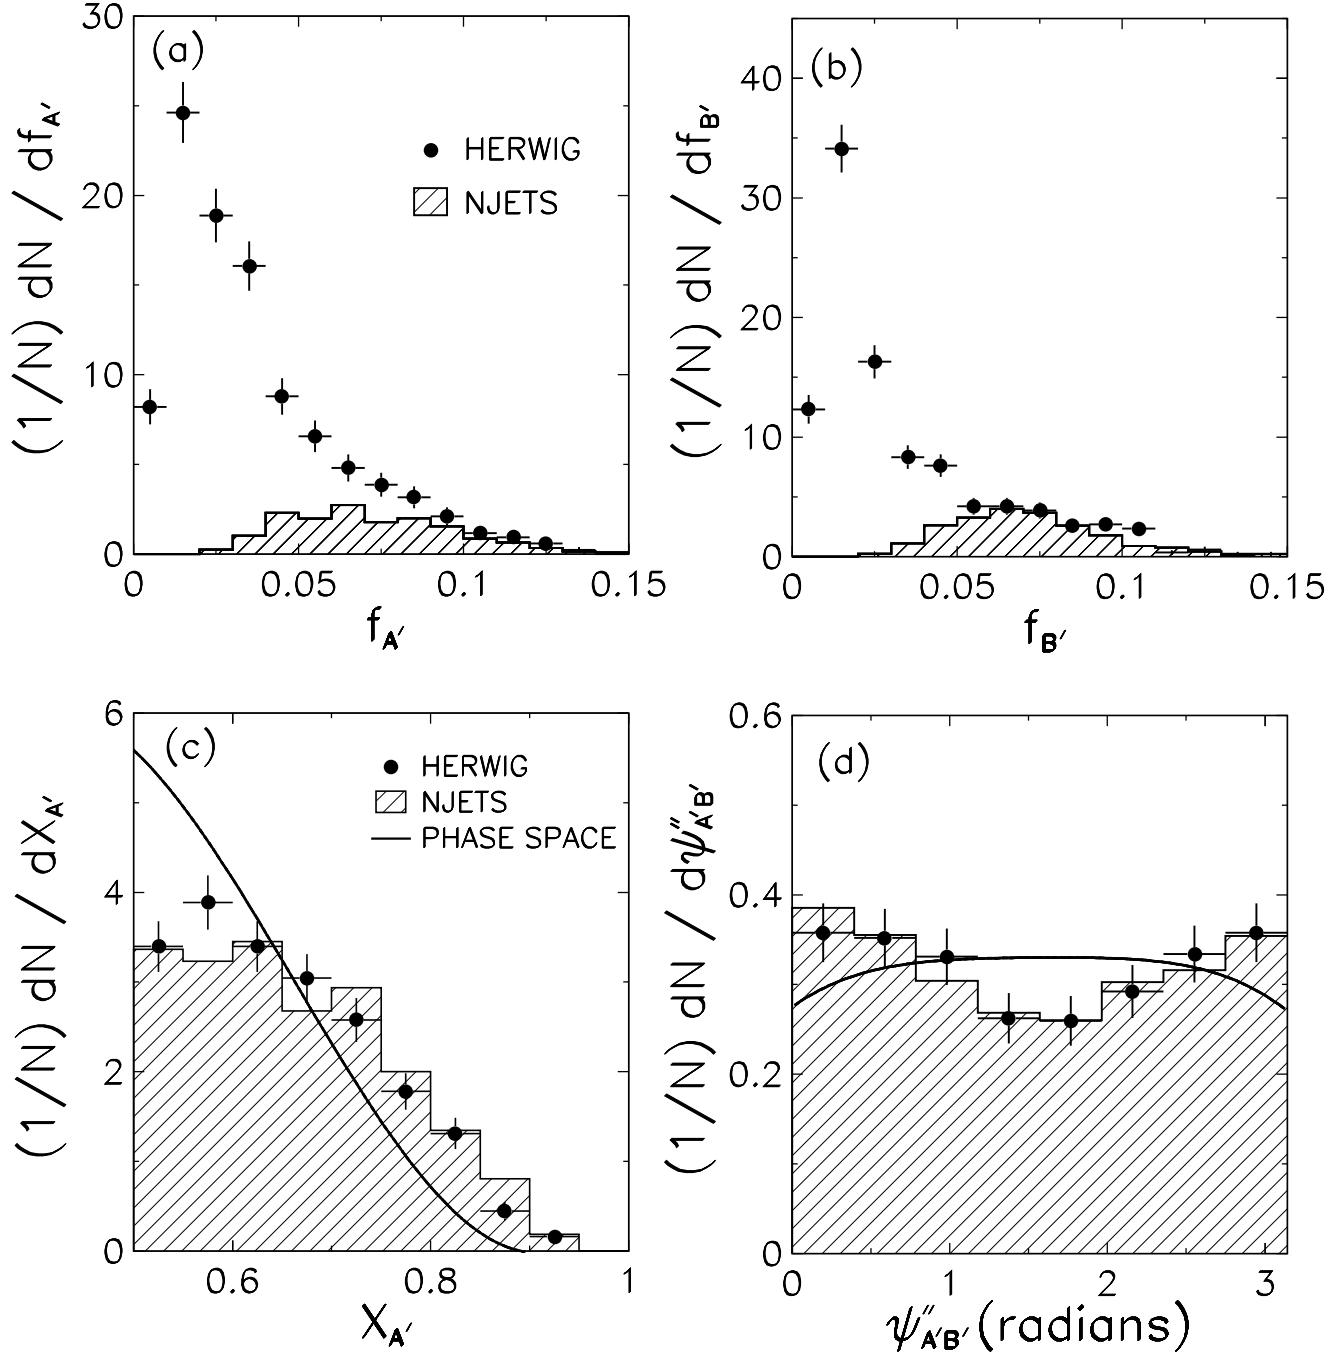 (a)
30
20
10
0
(1/N) dN / df_A′
HERWIG
NJETS
0 0.05 0.1 0.15
f_A′
(b)
40
30
20
10
0
(1/N) dN / df_B′
0 0.05 0.1 0.15
f_B′
(c)
6
4
2
0
(1/N) dN / dX_A′
HERWIG
NJETS
PHASE SPACE
0.6 0.8 1
X_A′
(d)
0.6
0.4
0.2
0
(1/N) dN / dψ″_A′B′
0 1 2 3
ψ″_A′B′ (radians)